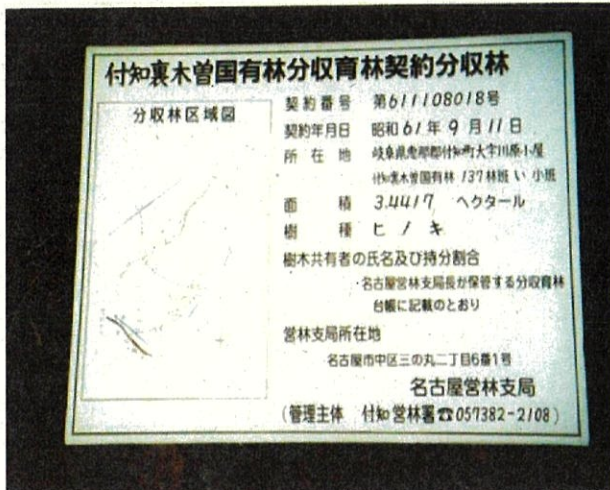 付知裏木曽国有林分収育林契約分収林
分収林区域図
契約番号 第611108018号
契約年月日 昭和61年9月11日
所在地 岐阜県恵那郡付知町大字川原小屋
付知裏木曽国有林 137林班 い 小班
面積 3.4417 ヘクタール
樹種 ヒノキ
樹木共有者の氏名及び持分割合
名古屋営林支局長が保管する分収育林
台帳に記載のとおり
営林支局所在地
名古屋市中区三の丸二丁目6番1号
名古屋営林支局
(管理主体 付知営林署☎057382-2108)